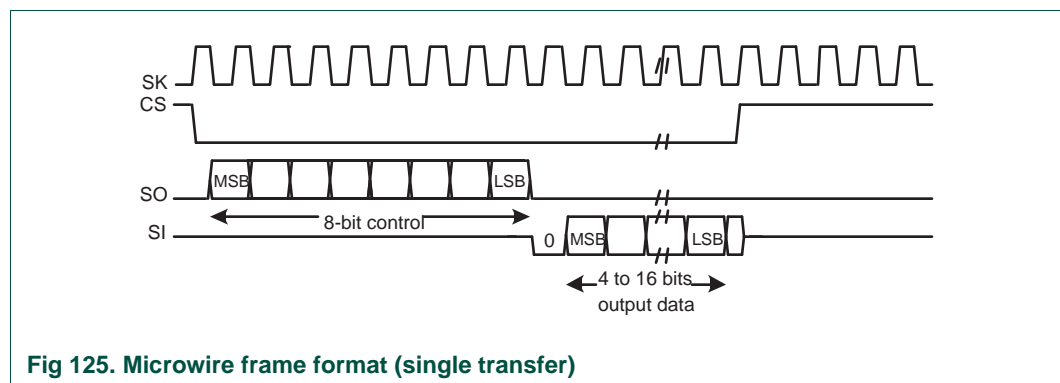 SK
CS
SO
MSB
LSB
8-bit control
SI
0
MSB
LSB
4 to 16 bits
output data
Fig 125. Microwire frame format (single transfer)